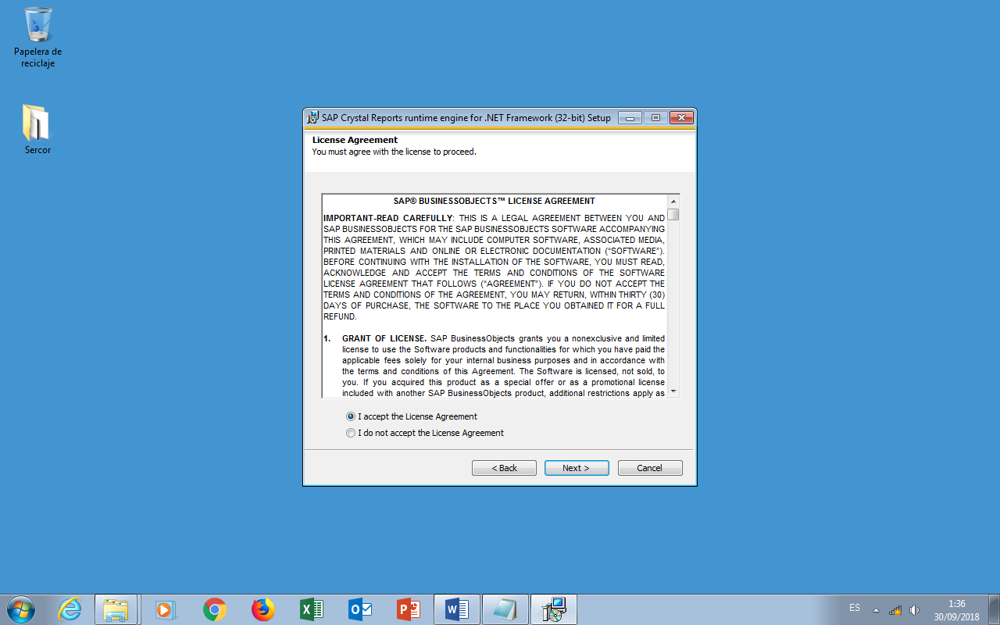 Papelera de
reciclaje
Sercor
SAP Crystal Reports runtime engine for .NET Framework (32-bit) Setup
License Agreement
You must agree with the license to proceed.
SAP® BUSINESSOBJECTS™ LICENSE AGREEMENT
IMPORTANT-READ CAREFULLY: THIS IS A LEGAL AGREEMENT BETWEEN YOU AND
SAP BUSINESSOBJECTS FOR THE SAP BUSINESSOBJECTS SOFTWARE ACCOMPANYING
THIS AGREEMENT, WHICH MAY INCLUDE COMPUTER SOFTWARE, ASSOCIATED MEDIA,
PRINTED MATERIALS AND ONLINE OR ELECTRONIC DOCUMENTATION (“SOFTWARE”).
BEFORE CONTINUING WITH THE INSTALLATION OF THE SOFTWARE, YOU MUST READ,
ACKNOWLEDGE AND ACCEPT THE TERMS AND CONDITIONS OF THE SOFTWARE
LICENSE AGREEMENT THAT FOLLOWS (“AGREEMENT”). IF YOU DO NOT ACCEPT THE
TERMS AND CONDITIONS OF THE AGREEMENT, YOU MAY RETURN, WITHIN THIRTY (30)
DAYS OF PURCHASE, THE SOFTWARE TO THE PLACE YOU OBTAINED IT FOR A FULL
REFUND.
1. GRANT OF LICENSE. SAP BusinessObjects grants you a nonexclusive and limited
license to use the Software products and functionalities for which you have paid the
applicable fees solely for your internal business purposes and in accordance with
the terms and conditions of this Agreement. The Software is licensed, not sold, to
you. If you acquired this product as a special offer or as a promotional license
included with another SAP BusinessObjects product, additional restrictions apply as
I accept the License Agreement
I do not accept the License Agreement
< Back
Next >
Cancel
ES
1:36
30/09/2018